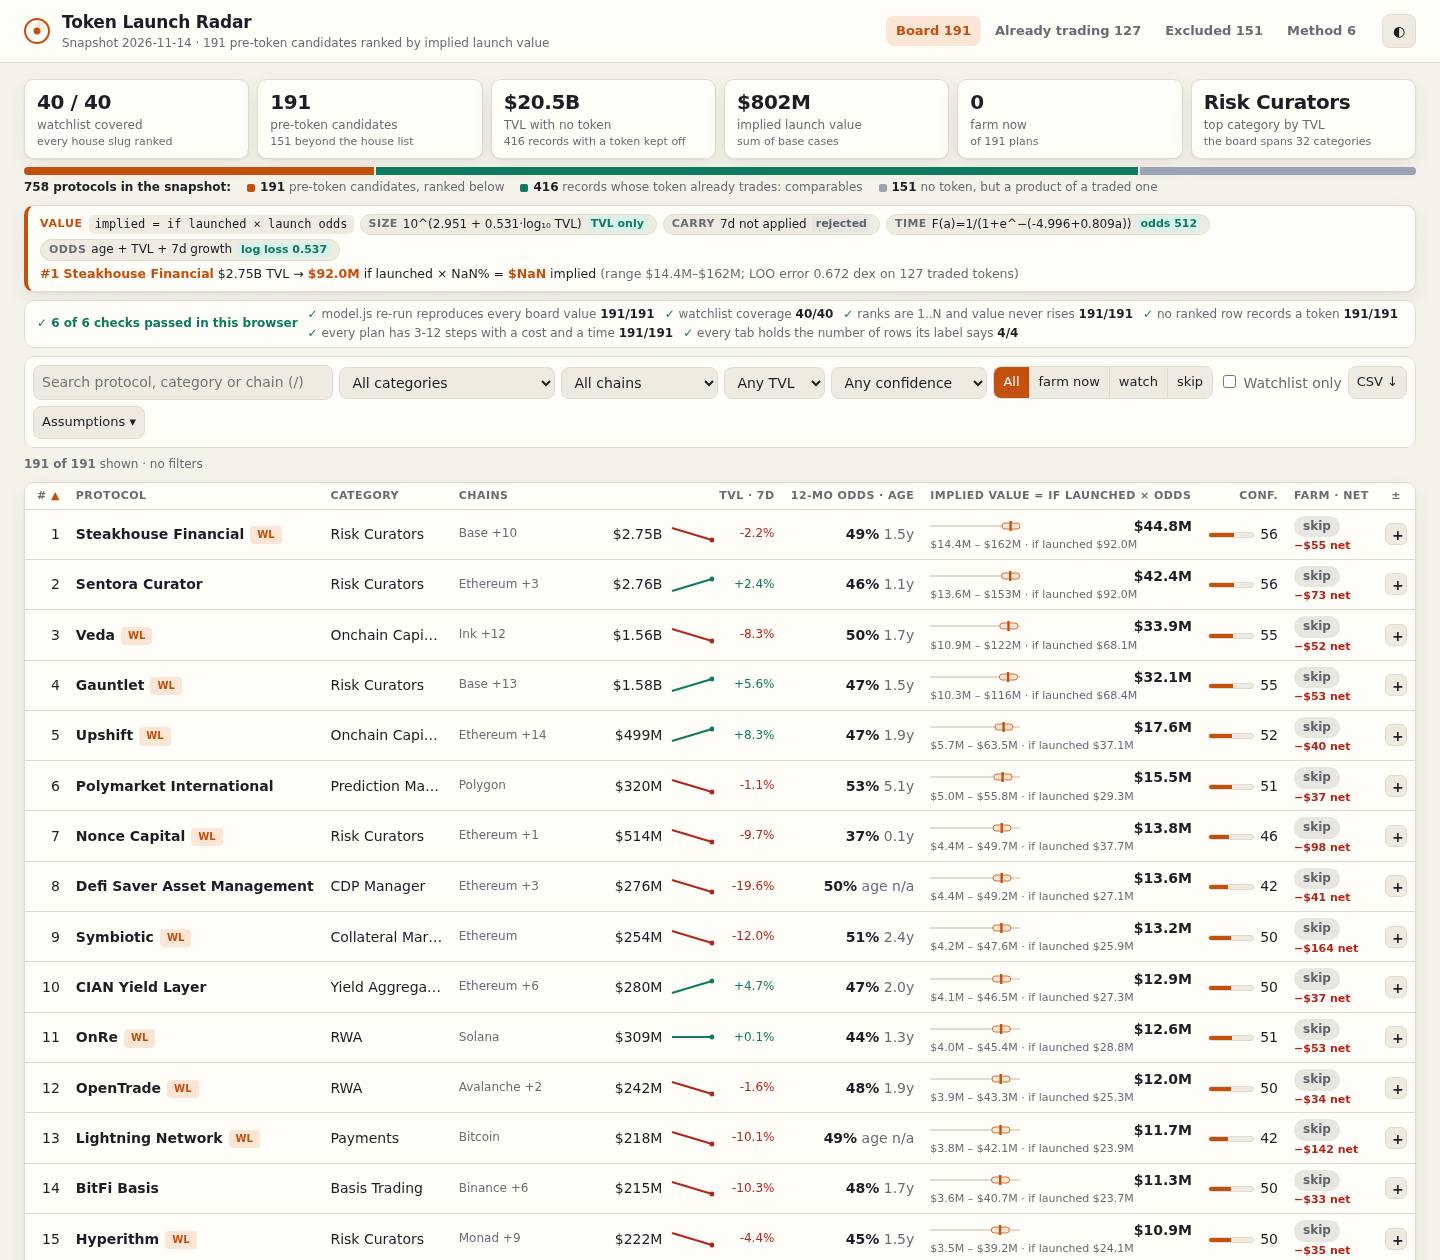 Token Launch Radar
Snapshot 2026-11-14 · 191 pre-token candidates ranked by implied launch value
Board 191 Already trading 127 Excluded 151 Method 6
40 / 40
watchlist covered
every house slug ranked
191
pre-token candidates
151 beyond the house list
$20.5B
TVL with no token
416 records with a token kept off
$802M
implied launch value
sum of base cases
0
farm now
of 191 plans
Risk Curators
top category by TVL
the board spans 32 categories
758 protocols in the snapshot: 191 pre-token candidates, ranked below 416 records whose token already trades: comparables 151 no token, but a product of a traded one
VALUE implied = if launched × launch odds SIZE 10^(2.951 + 0.531·log₁₀ TVL) TVL only CARRY 7d not applied rejected TIME F(a)=1/(1+e^−(-4.996+0.809a)) odds 512
ODDS age + TVL + 7d growth log loss 0.537
#1 Steakhouse Financial $2.75B TVL → $92.0M if launched × NaN% = $NaN implied (range $14.4M–$162M; LOO error 0.672 dex on 127 traded tokens)
✓ 6 of 6 checks passed in this browser ✓ model.js re-run reproduces every board value 191/191 ✓ watchlist coverage 40/40 ✓ ranks are 1..N and value never rises 191/191 ✓ no ranked row records a token 191/191
✓ every plan has 3-12 steps with a cost and a time 191/191 ✓ every tab holds the number of rows its label says 4/4
Search protocol, category or chain (/) All categories All chains Any TVL Any confidence All farm now watch skip Watchlist only CSV ↓
Assumptions ▾
191 of 191 shown · no filters
# ▲ PROTOCOL CATEGORY CHAINS TVL · 7D 12-MO ODDS · AGE IMPLIED VALUE = IF LAUNCHED × ODDS CONF. FARM · NET ±
1 Steakhouse Financial WL Risk Curators Base +10 $2.75B -2.2% 49% 1.5y $44.8M 56 skip +
$14.4M – $162M · if launched $92.0M −$55 net
2 Sentora Curator Risk Curators Ethereum +3 $2.76B +2.4% 46% 1.1y $42.4M 56 skip +
$13.6M – $153M · if launched $92.0M −$73 net
3 Veda WL Onchain Capi... Ink +12 $1.56B -8.3% 50% 1.7y $33.9M 55 skip +
$10.9M – $122M · if launched $68.1M −$52 net
4 Gauntlet WL Risk Curators Base +13 $1.58B +5.6% 47% 1.5y $32.1M 55 skip +
$10.3M – $116M · if launched $68.4M −$53 net
5 Upshift WL Onchain Capi... Ethereum +14 $499M +8.3% 47% 1.9y $17.6M 52 skip +
$5.7M – $63.5M · if launched $37.1M −$40 net
6 Polymarket International Prediction Ma... Polygon $320M -1.1% 53% 5.1y $15.5M 51 skip +
$5.0M – $55.8M · if launched $29.3M −$37 net
7 Nonce Capital WL Risk Curators Ethereum +1 $514M -9.7% 37% 0.1y $13.8M 46 skip +
$4.4M – $49.7M · if launched $37.7M −$98 net
8 Defi Saver Asset Management CDP Manager Ethereum +3 $276M -19.6% 50% age n/a $13.6M 42 skip +
$4.4M – $49.2M · if launched $27.1M −$41 net
9 Symbiotic WL Collateral Mar... Ethereum $254M -12.0% 51% 2.4y $13.2M 50 skip +
$4.2M – $47.6M · if launched $25.9M −$164 net
10 CIAN Yield Layer Yield Aggrega... Ethereum +6 $280M +4.7% 47% 2.0y $12.9M 50 skip +
$4.1M – $46.5M · if launched $27.3M −$37 net
11 OnRe WL RWA Solana $309M +0.1% 44% 1.3y $12.6M 51 skip +
$4.0M – $45.4M · if launched $28.8M −$53 net
12 OpenTrade WL RWA Avalanche +2 $242M -1.6% 48% 1.9y $12.0M 50 skip +
$3.9M – $43.3M · if launched $25.3M −$34 net
13 Lightning Network WL Payments Bitcoin $218M -10.1% 49% age n/a $11.7M 42 skip +
$3.8M – $42.1M · if launched $23.9M −$142 net
14 BitFi Basis Basis Trading Binance +6 $215M -10.3% 48% 1.7y $11.3M 50 skip +
$3.6M – $40.7M · if launched $23.7M −$33 net
15 Hyperithm WL Risk Curators Monad +9 $222M -4.4% 45% 1.5y $10.9M 50 skip +
$3.5M – $39.2M · if launched $24.1M −$35 net